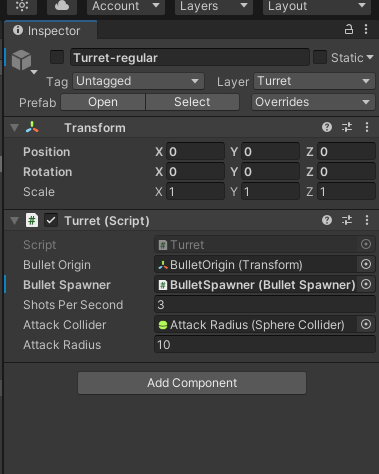 Account Layers Layout
Inspector
Turret-regular Static
Tag Untagged Layer Turret
Prefab Open Select Overrides
Transform
Position X 0 Y 0 Z 0
Rotation X 0 Y 0 Z 0
Scale X 1 Y 1 Z 1
# Turret (Script)
Script # Turret
Bullet Origin BulletOrigin (Transform)
Bullet Spawner # BulletSpawner (Bullet Spawner)
Shots Per Second 3
Attack Collider Attack Radius (Sphere Collider)
Attack Radius 10
Add Component